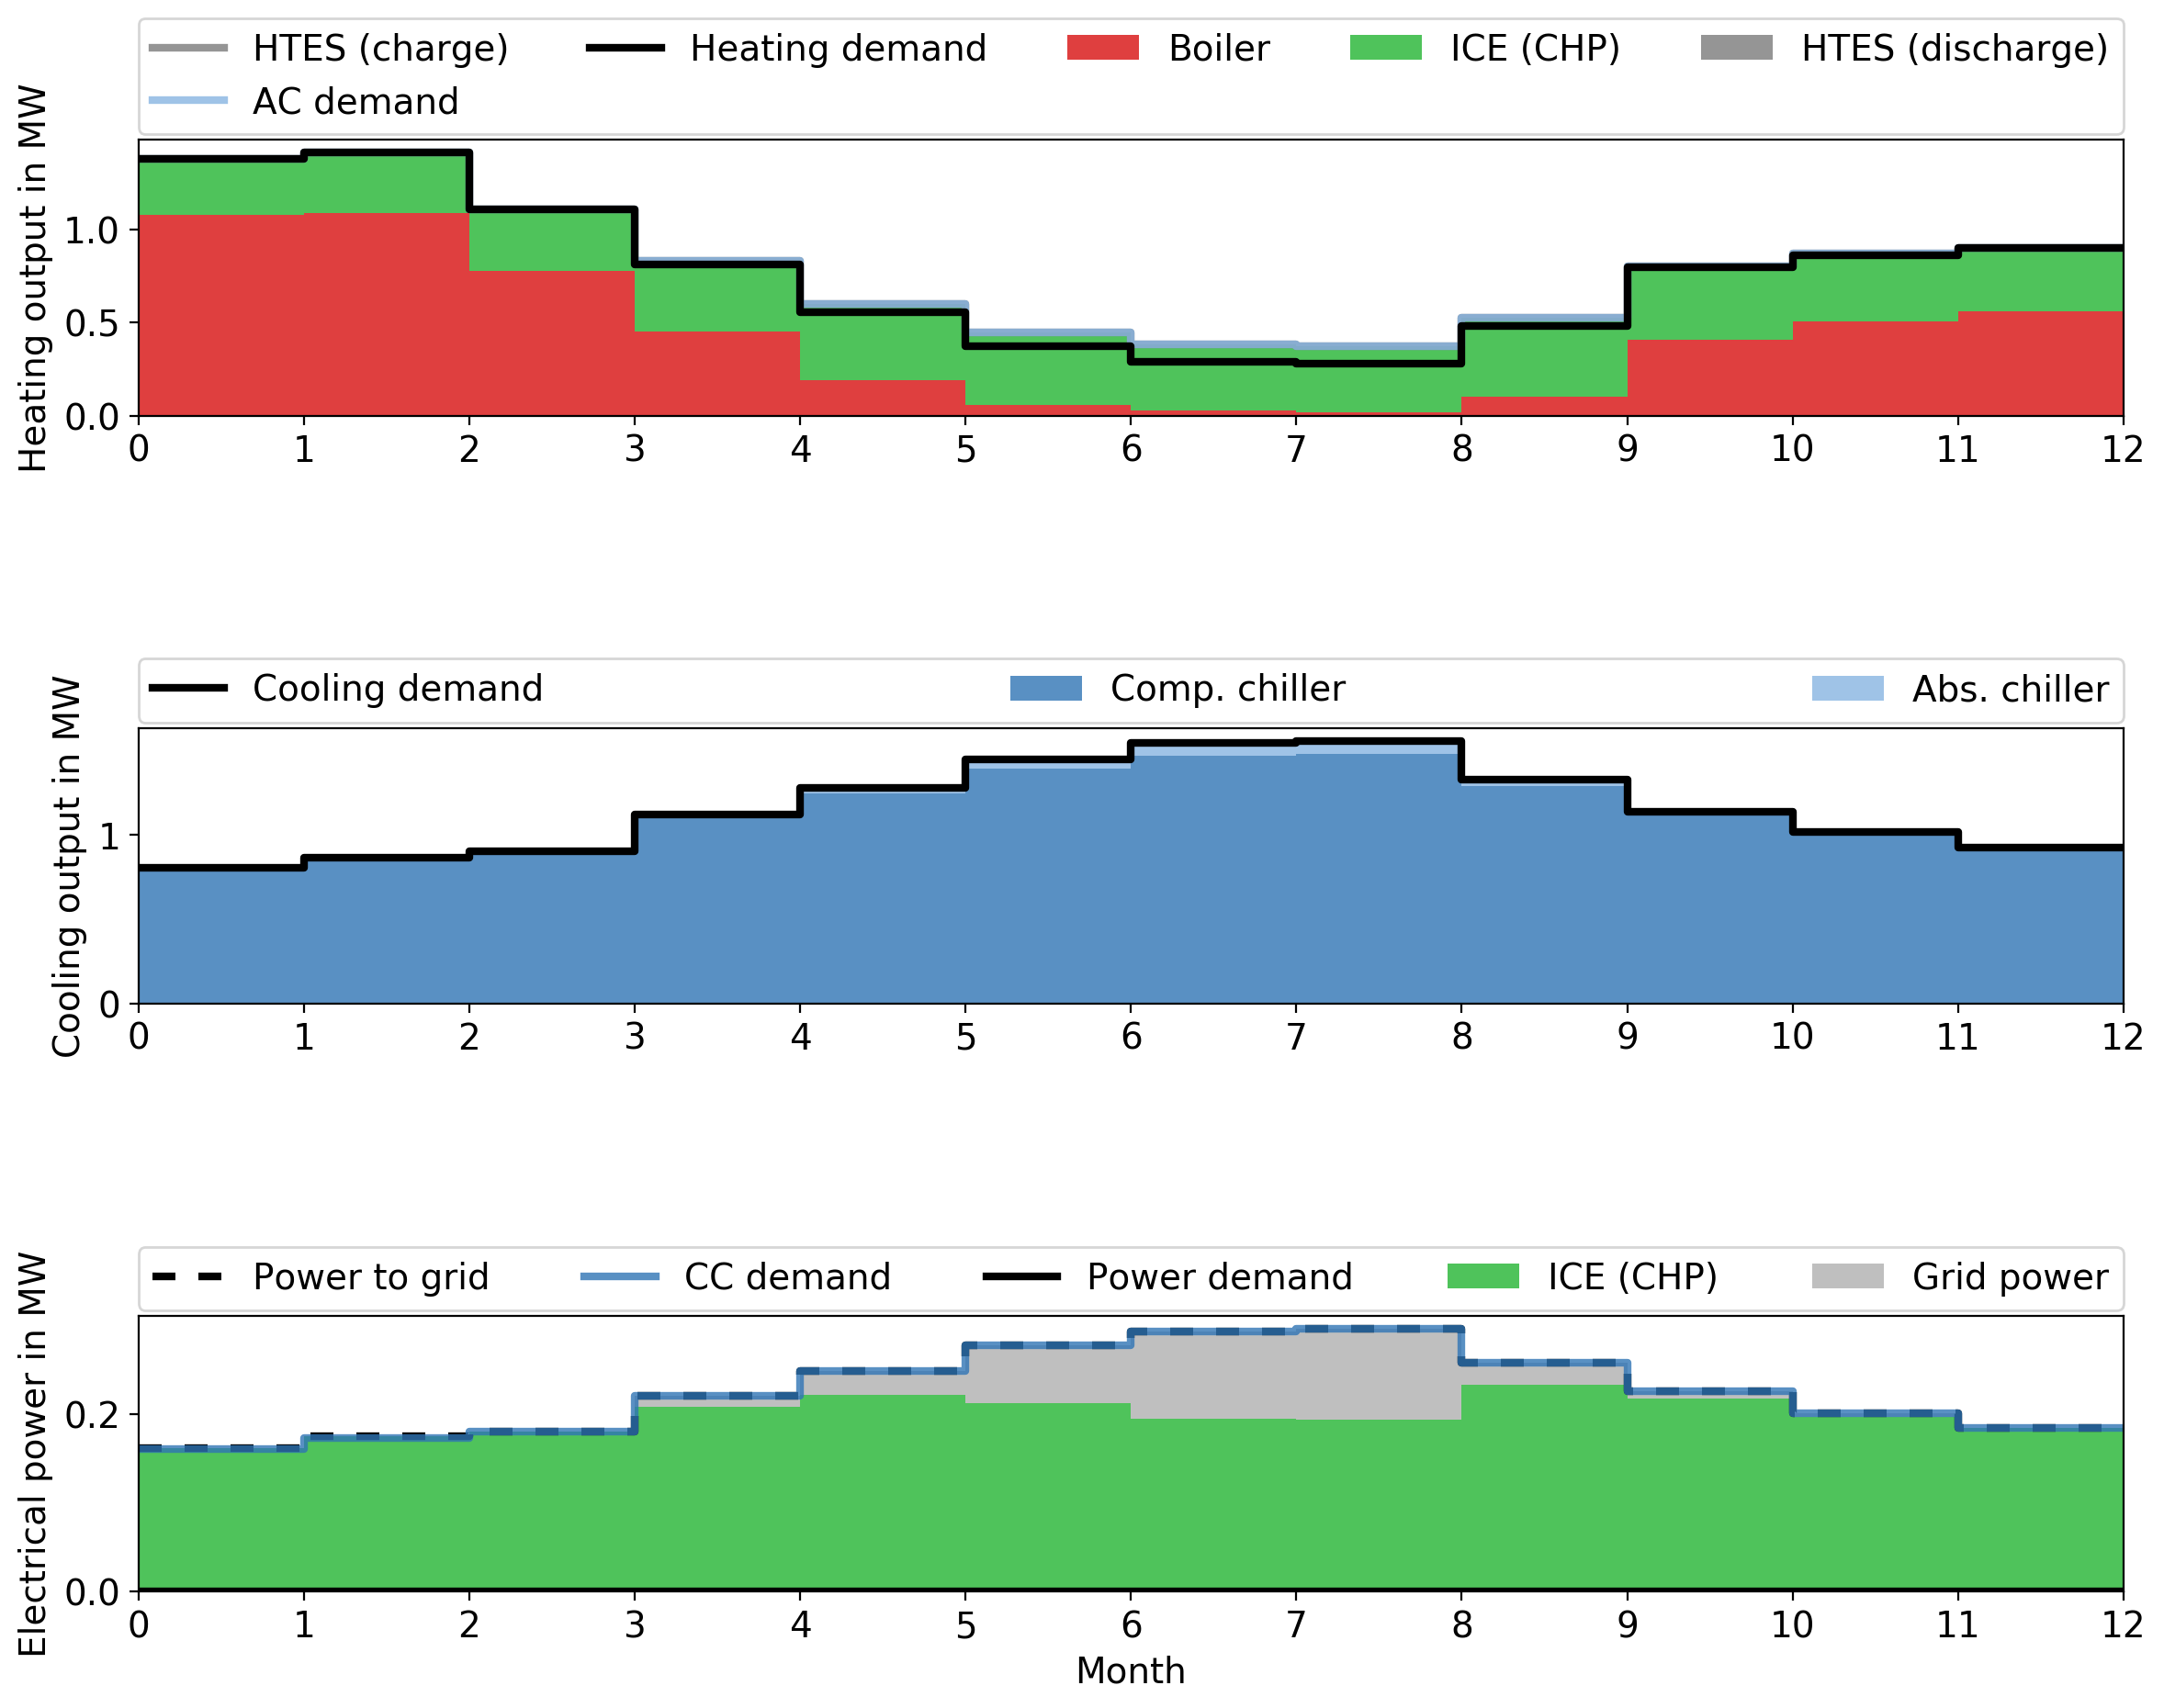 HTES (charge) Heating demand Boiler ICE (CHP) HTES (discharge)
AC demand
Heating output in MW
1.0
0.5
0.0
0 1 2 3 4 5 6 7 8 9 10 11 12
Cooling demand Comp. chiller Abs. chiller
Cooling output in MW
1
0
0 1 2 3 4 5 6 7 8 9 10 11 12
Power to grid CC demand Power demand ICE (CHP) Grid power
Electrical power in MW
0.2
0.0
0 1 2 3 4 5 6 7 8 9 10 11 12
Month